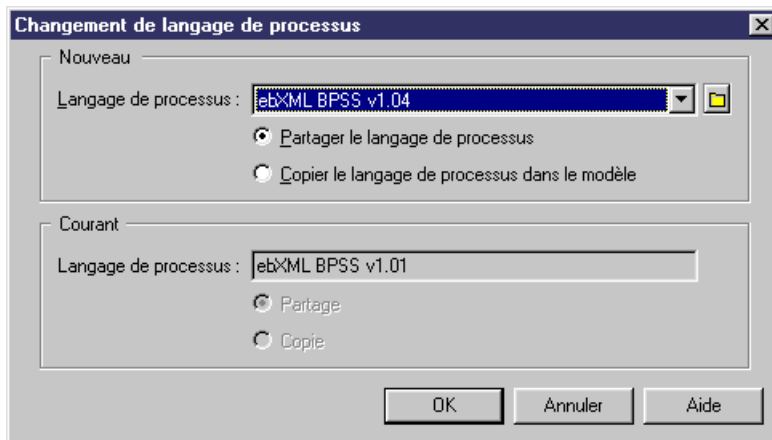 Changement de langage de processus
Nouveau
Langage de processus : ebXML BPSS v1.04
Partager le langage de processus
Copier le langage de processus dans le modèle
Courant
Langage de processus : ebXML BPSS v1.01
Partage
Copie
OK Annuler Aide